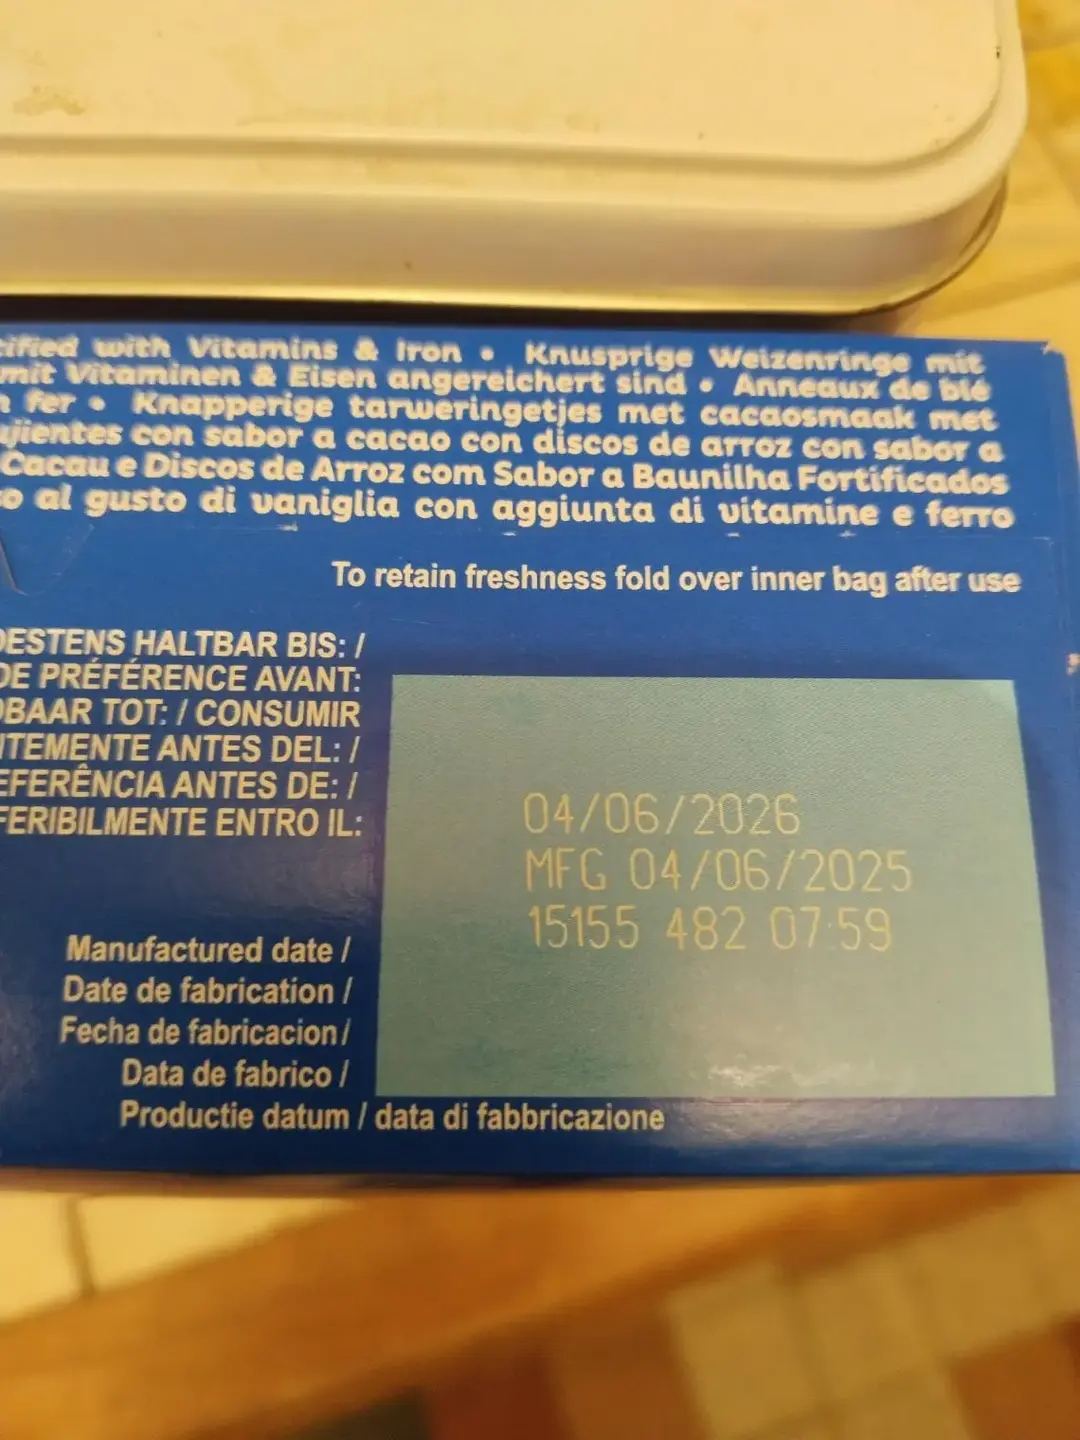 with Vitamins & Iron • Knusprige Weizenringe mit
mit Vitaminen & Eisen angereichert sind • Anneaux de blé
fer • Knapperige tarweringetjes met cacaosmaak met
con sabor a cacao con discos de arroz con sabor a
Cacau e Discos de Arroz com Sabor a Baunilha Fortificados
al gusto di vaniglia con aggiunta di vitamine e ferro
To retain freshness fold over inner bag after use
DESTENS HALTBAR BIS: /
DE PRÉFÉRENCE AVANT:
BAAR TOT: / CONSUMIR
TEMENTE ANTES DEL: /
EFERÊNCIA ANTES DE: /
FERIBILMENTE ENTRO IL:
04/06/2026
MFG 04/06/2025
15155 482 07:59
Manufactured date /
Date de fabrication /
Fecha de fabricacion /
Data de fabrico /
Productie datum / data di fabbricazione